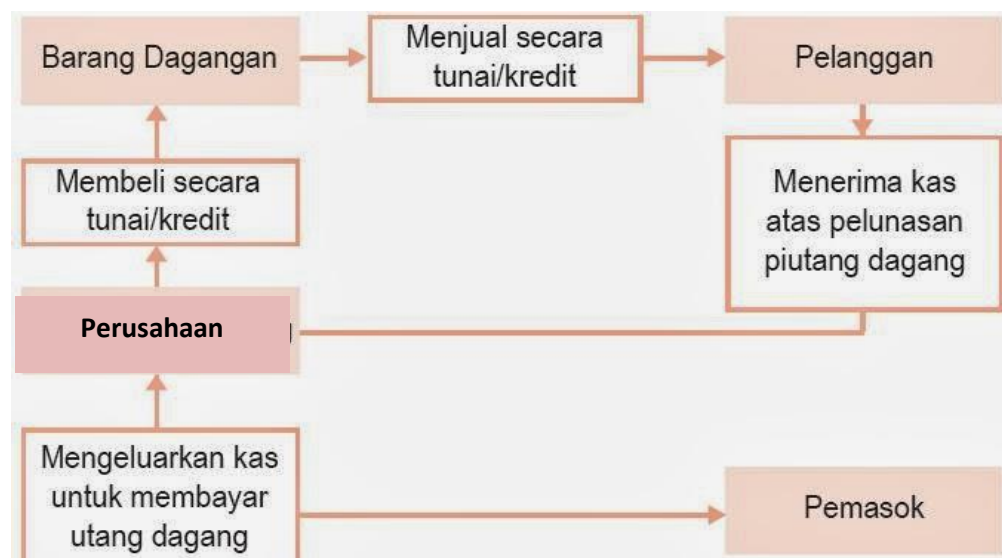 Barang Dagangan
Menjual secara
tunai/kredit
Pelanggan
Membeli secara
tunai/kredit
Menerima kas
atas pelunasan
piutang dagang
Perusahaan
Mengeluarkan kas
untuk membayar
utang dagang
Pemasok